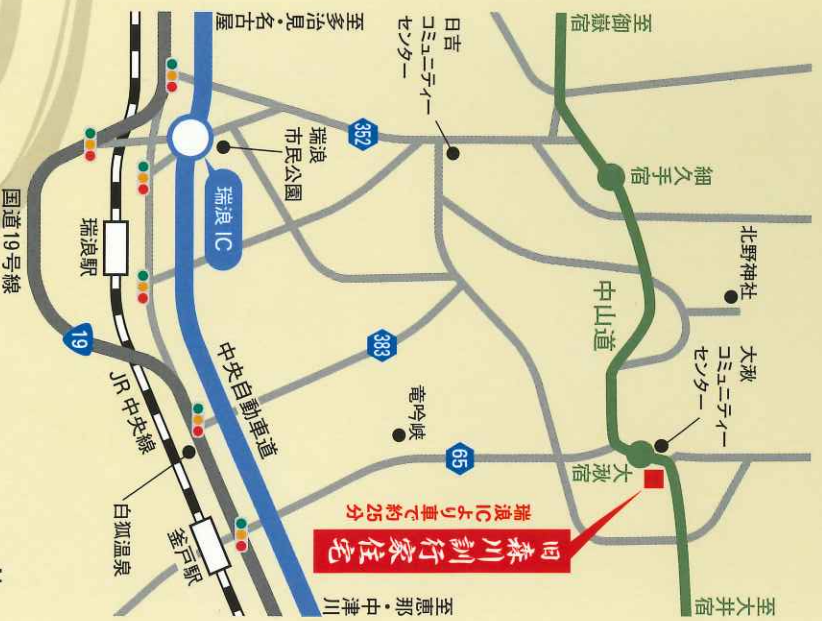 至多治見・名古屋
日吉
コミュニティー
センター
至御嶽宿
352
瑞浪
市民公園
瑞浪 IC
細久手宿
北野神社
中山道
大湫
コミュニティー
センター
国道19号線
瑞浪駅
19
JR中央線
中央自動車道
383
竜吟峡
65
大湫宿
白狐温泉
釜戸駅
瑞浪ICより車で約25分
旧森川訓行家住宅
至恵那・中津川
至大井宿